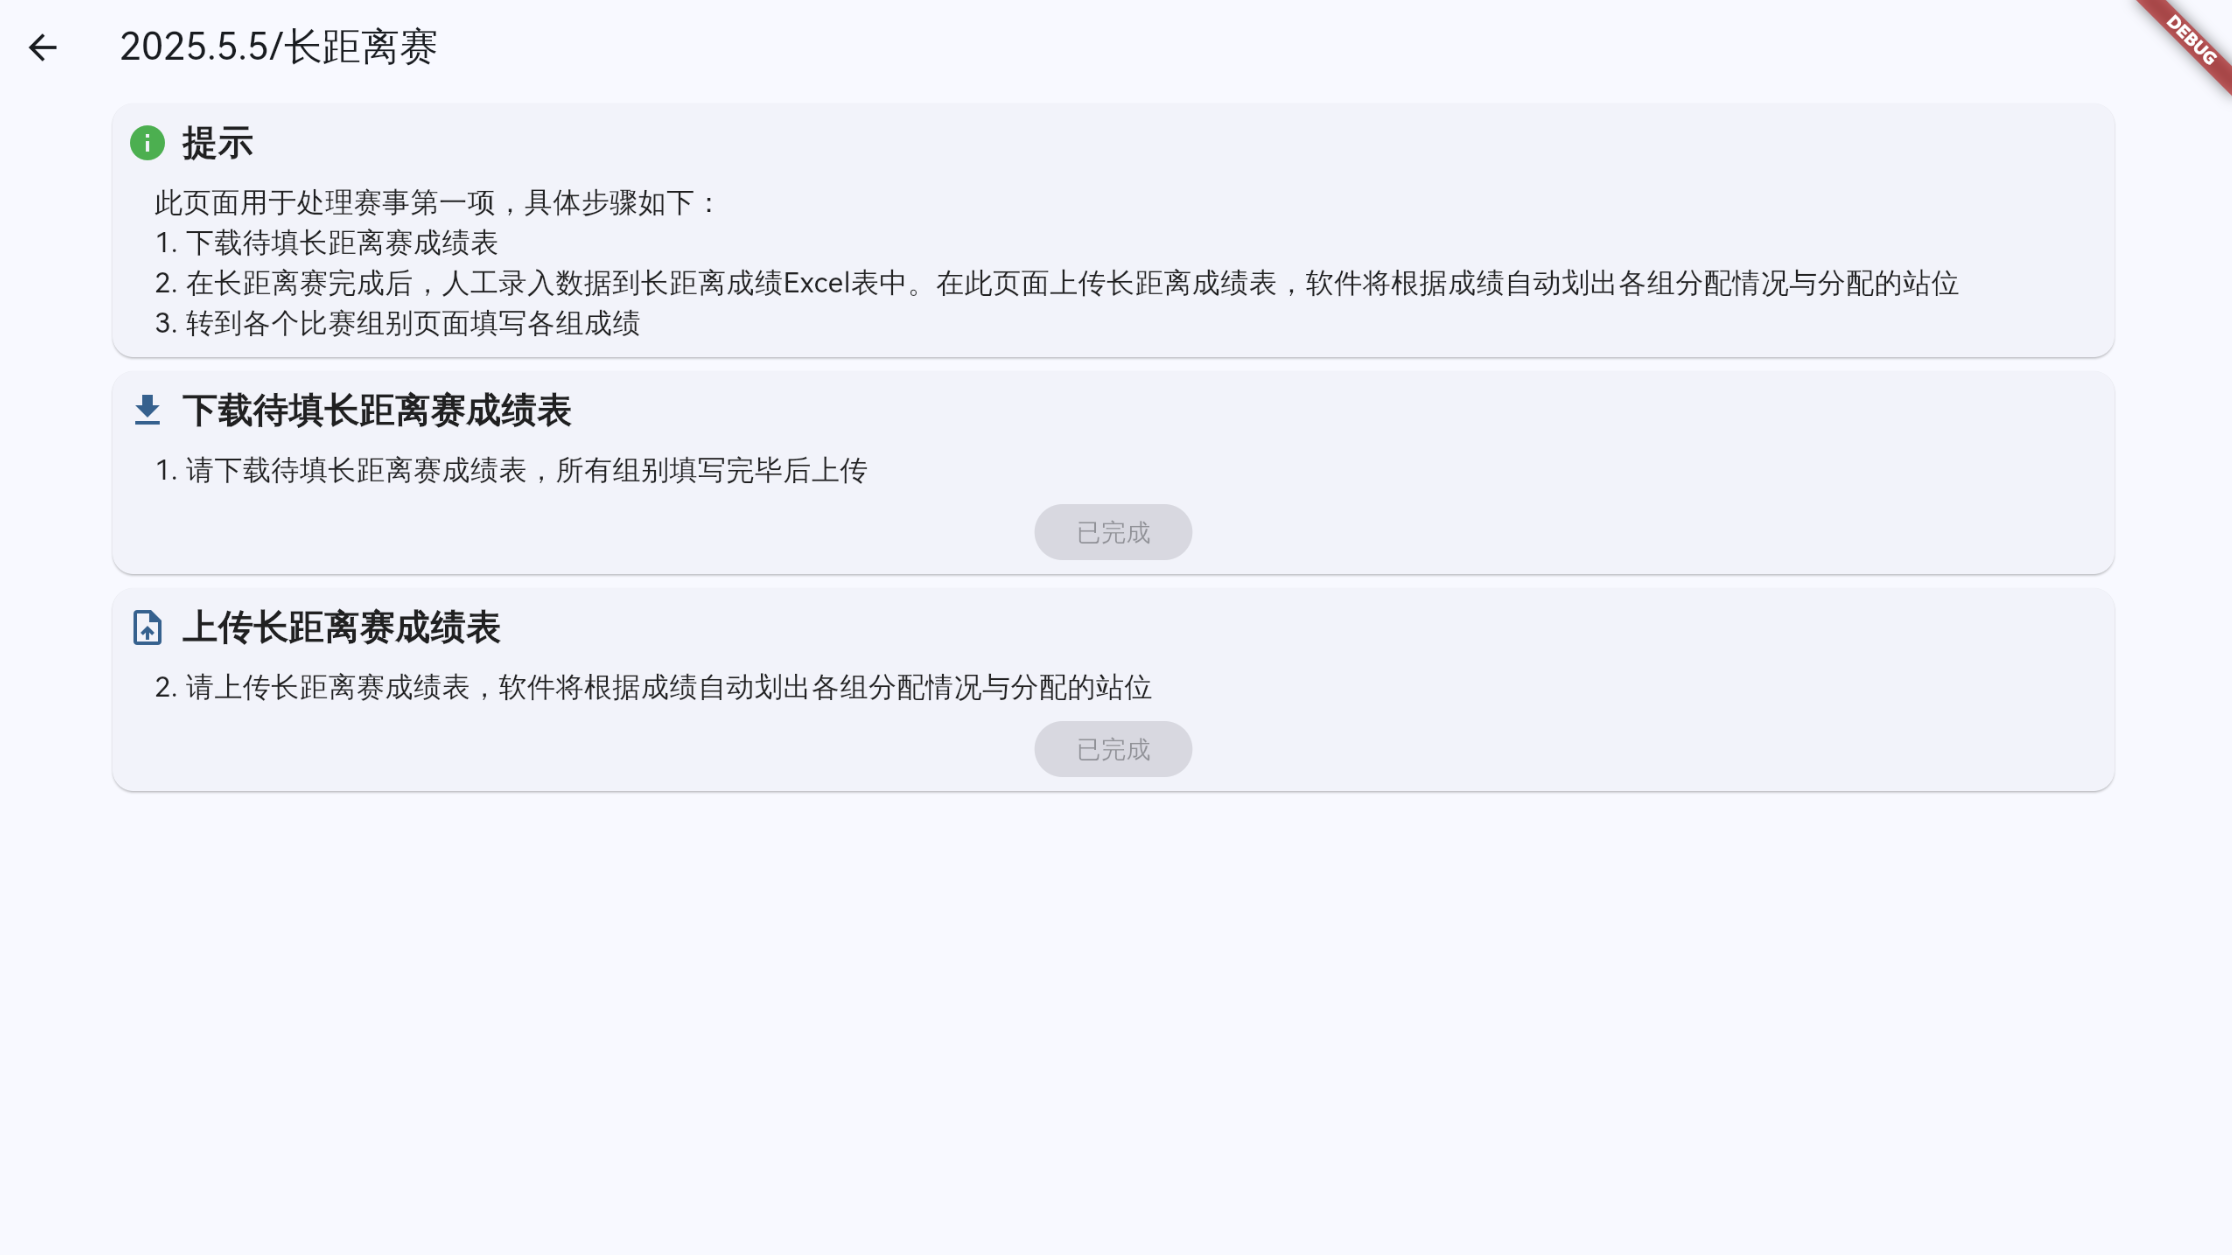 2025.5.5/长距离赛
DEBUG
提示
此页面用于处理赛事第一项，具体步骤如下：
1. 下载待填长距离赛成绩表
2. 在长距离赛完成后，人工录入数据到长距离成绩Excel表中。在此页面上传长距离成绩表，软件将根据成绩自动划出各组分配情况与分配的站位
3. 转到各个比赛组别页面填写各组成绩
下载待填长距离赛成绩表
1. 请下载待填长距离赛成绩表，所有组别填写完毕后上传
已完成
上传长距离赛成绩表
2. 请上传长距离赛成绩表，软件将根据成绩自动划出各组分配情况与分配的站位
已完成